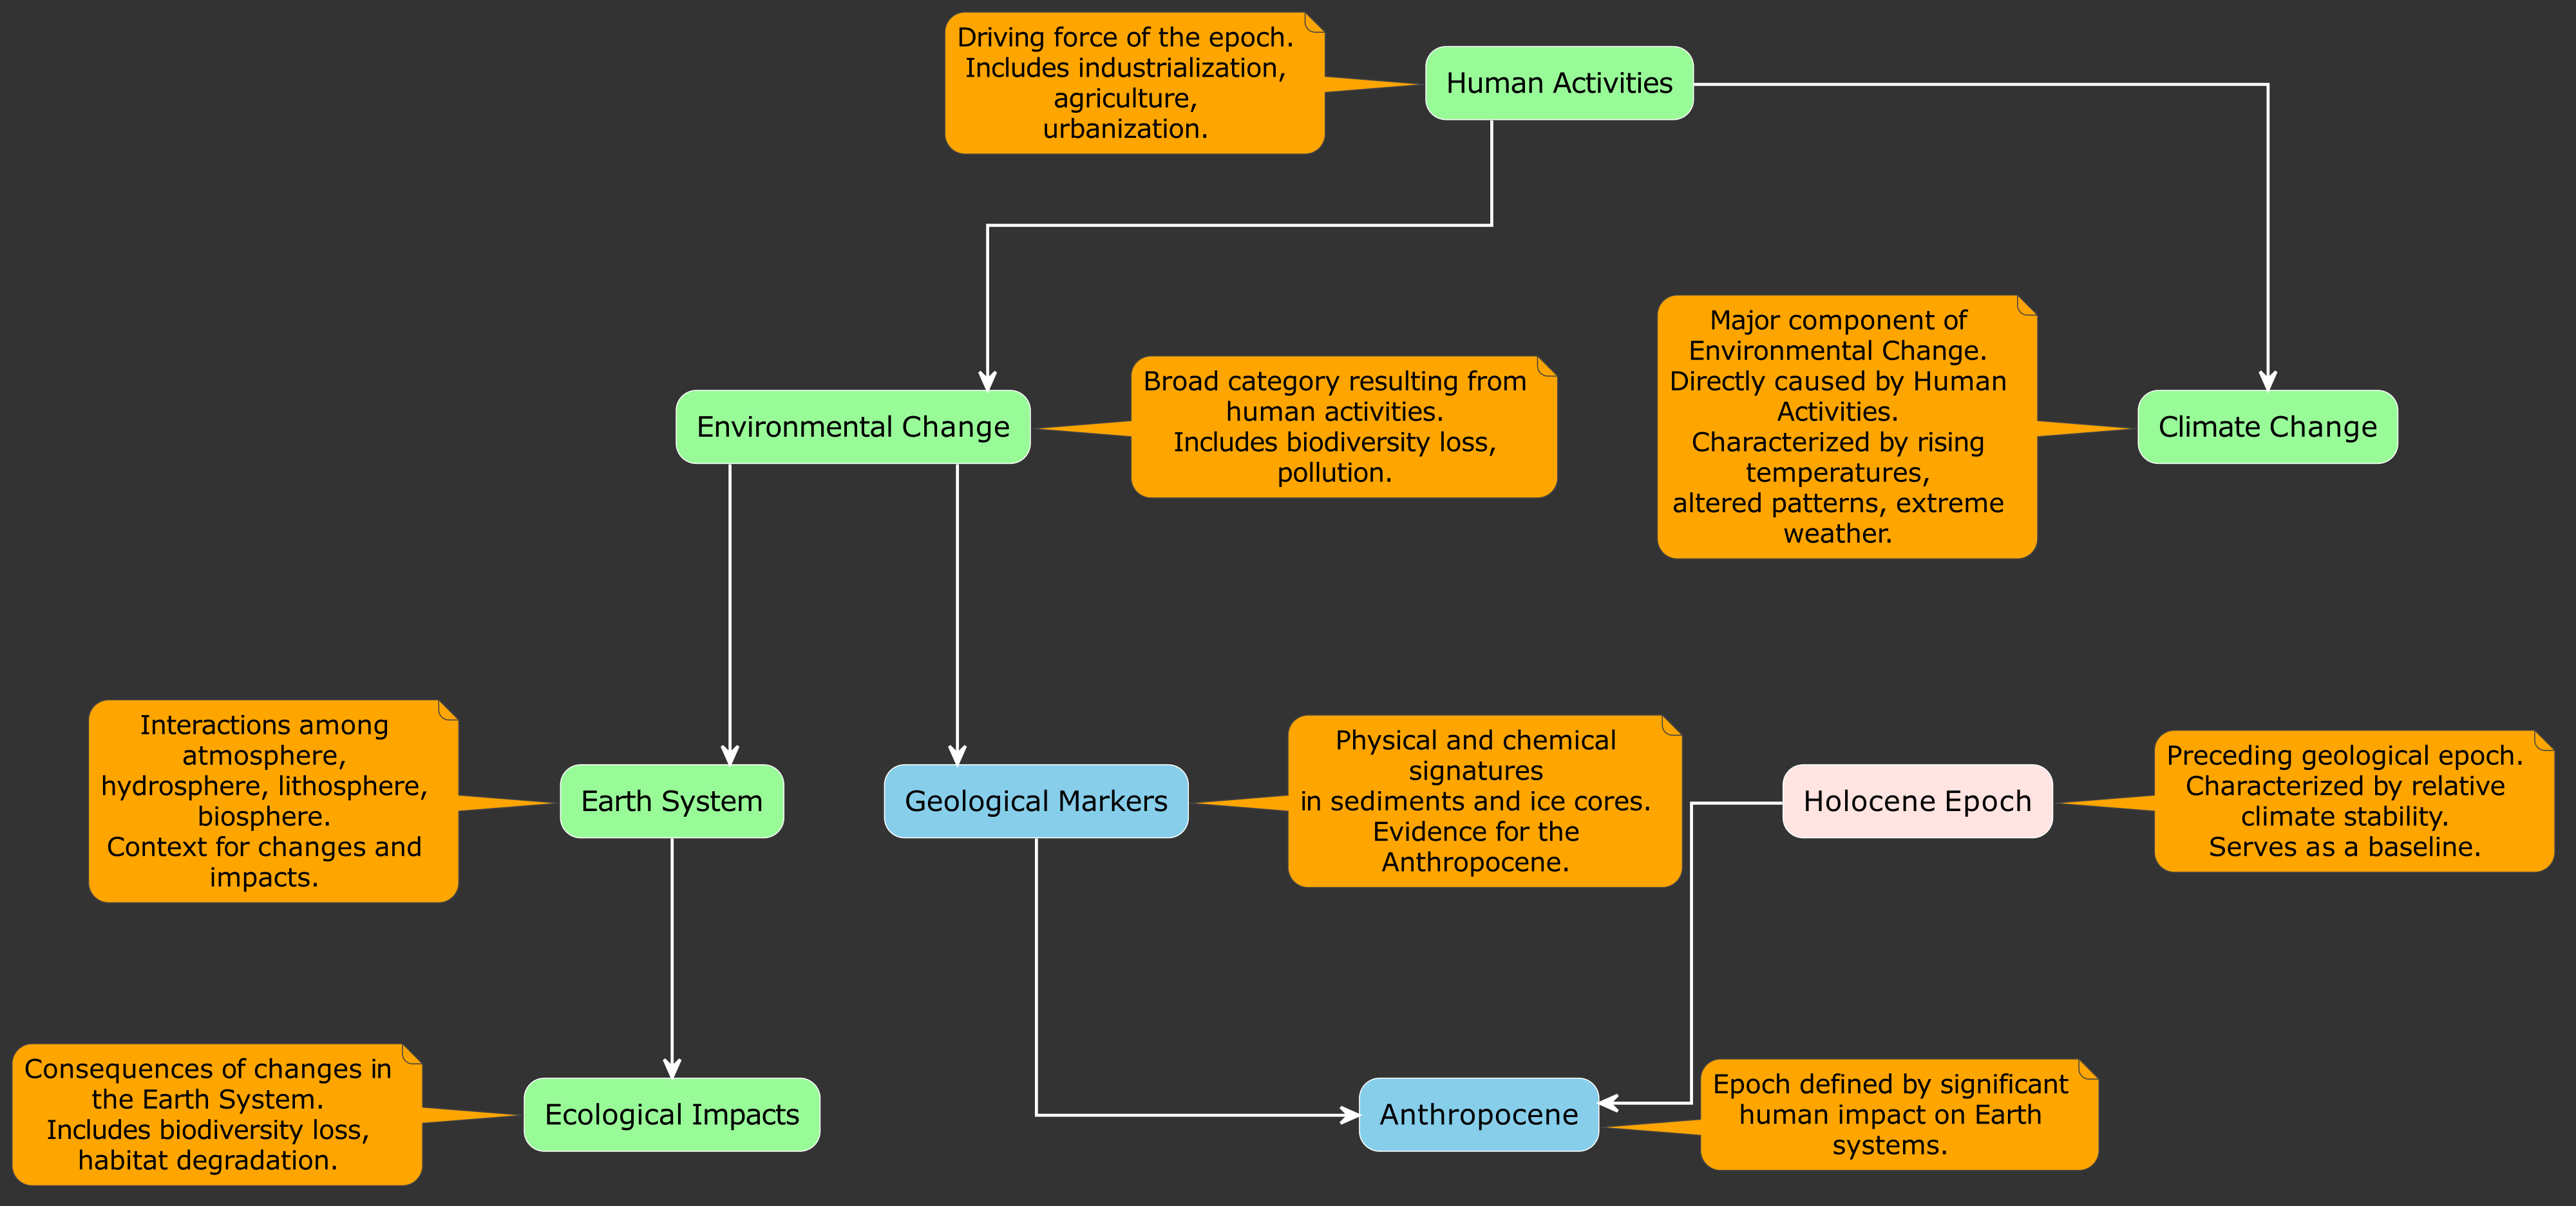 Driving force of the epoch.
Includes industrialization,
agriculture,
urbanization.
Human Activities
Major component of
Environmental Change.
Directly caused by Human
Activities.
Characterized by rising
temperatures,
altered patterns, extreme
weather.
Climate Change
Environmental Change
Broad category resulting from
human activities.
Includes biodiversity loss,
pollution.
Interactions among
atmosphere,
hydrosphere, lithosphere,
biosphere.
Context for changes and
impacts.
Earth System
Geological Markers
Physical and chemical
signatures
in sediments and ice cores.
Evidence for the
Anthropocene.
Holocene Epoch
Preceding geological epoch.
Characterized by relative
climate stability.
Serves as a baseline.
Consequences of changes in
the Earth System.
Includes biodiversity loss,
habitat degradation.
Ecological Impacts
Anthropocene
Epoch defined by significant
human impact on Earth
systems.